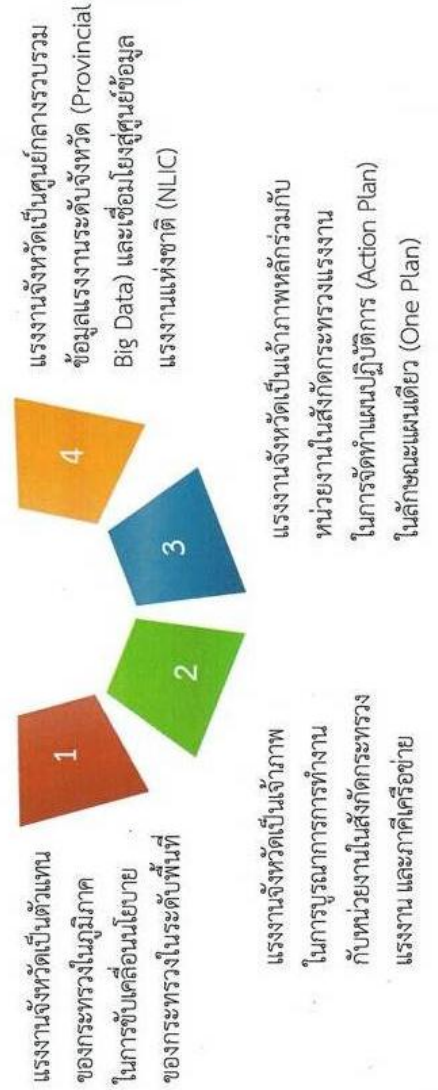 1
แรงงานจังหวัดเป็นตัวแทน
ของกระทรวงในภูมิภาค
ในการขับเคลื่อนนโยบาย
ของกระทรวงในระดับพื้นที่
2
แรงงานจังหวัดเป็นเจ้าภาพ
ในการบูรณาการการทำงาน
กับหน่วยงานในสังกัดกระทรวง
แรงงาน และภาคีเครือข่าย
3
แรงงานจังหวัดเป็นเจ้าภาพหลักร่วมกับ
หน่วยงานในสังกัดกระทรวงแรงงาน
ในการจัดทำแผนปฏิบัติการ (Action Plan)
ในลักษณะแผนเดียว (One Plan)
4
แรงงานจังหวัดเป็นศูนย์กลางรวบรวม
ข้อมูลแรงงานระดับจังหวัด (Provincial
Big Data) และเชื่อมโยงสู่ศูนย์ข้อมูล
แรงงานแห่งชาติ (NLIC)